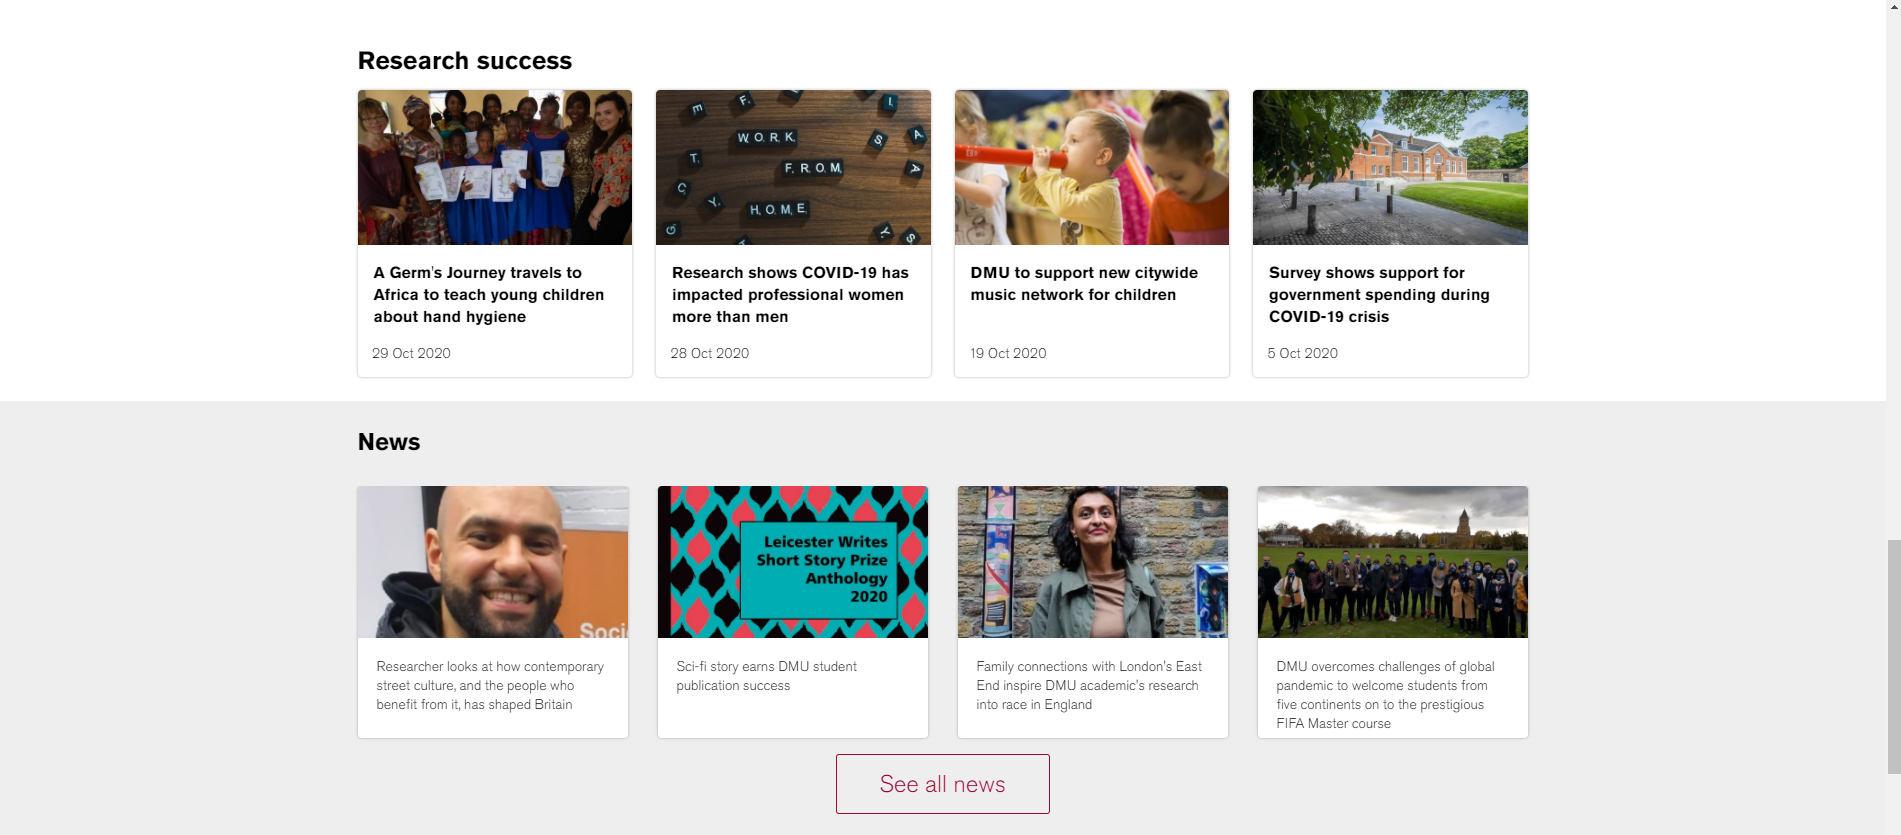 Research success
E
F.
I.
W.O.R.K.
S.
A
T.
F.R.O.M.
A
C.
Y.
H.O.M.E.
G.
Y.
S.
A Germ's Journey travels to
Africa to teach young children
about hand hygiene
29 Oct 2020
Research shows COVID-19 has
impacted professional women
more than men
28 Oct 2020
DMU to support new citywide
music network for children
19 Oct 2020
Survey shows support for
government spending during
COVID-19 crisis
5 Oct 2020
News
Soci
Leicester Writes
Short Story Prize
Anthology
2020
Researcher looks at how contemporary
street culture, and the people who
benefit from it, has shaped Britain
Sci-fi story earns DMU student
publication success
Family connections with London's East
End inspire DMU academic's research
into race in England
DMU overcomes challenges of global
pandemic to welcome students from
five continents on to the prestigious
FIFA Master course
See all news